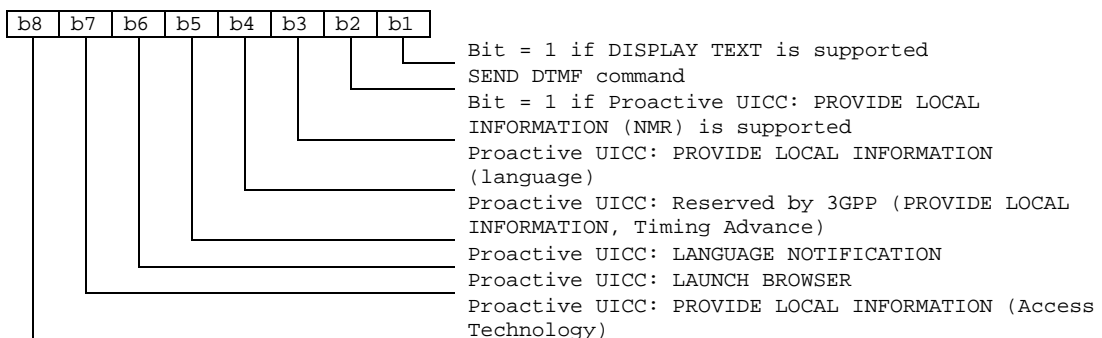 b8 b7 b6 b5 b4 b3 b2 b1
Bit = 1 if DISPLAY TEXT is supported
SEND DTMF command
Bit = 1 if Proactive UICC: PROVIDE LOCAL
INFORMATION (NMR) is supported
Proactive UICC: PROVIDE LOCAL INFORMATION
(language)
Proactive UICC: Reserved by 3GPP (PROVIDE LOCAL
INFORMATION, Timing Advance)
Proactive UICC: LANGUAGE NOTIFICATION
Proactive UICC: LAUNCH BROWSER
Proactive UICC: PROVIDE LOCAL INFORMATION (Access
Technology)